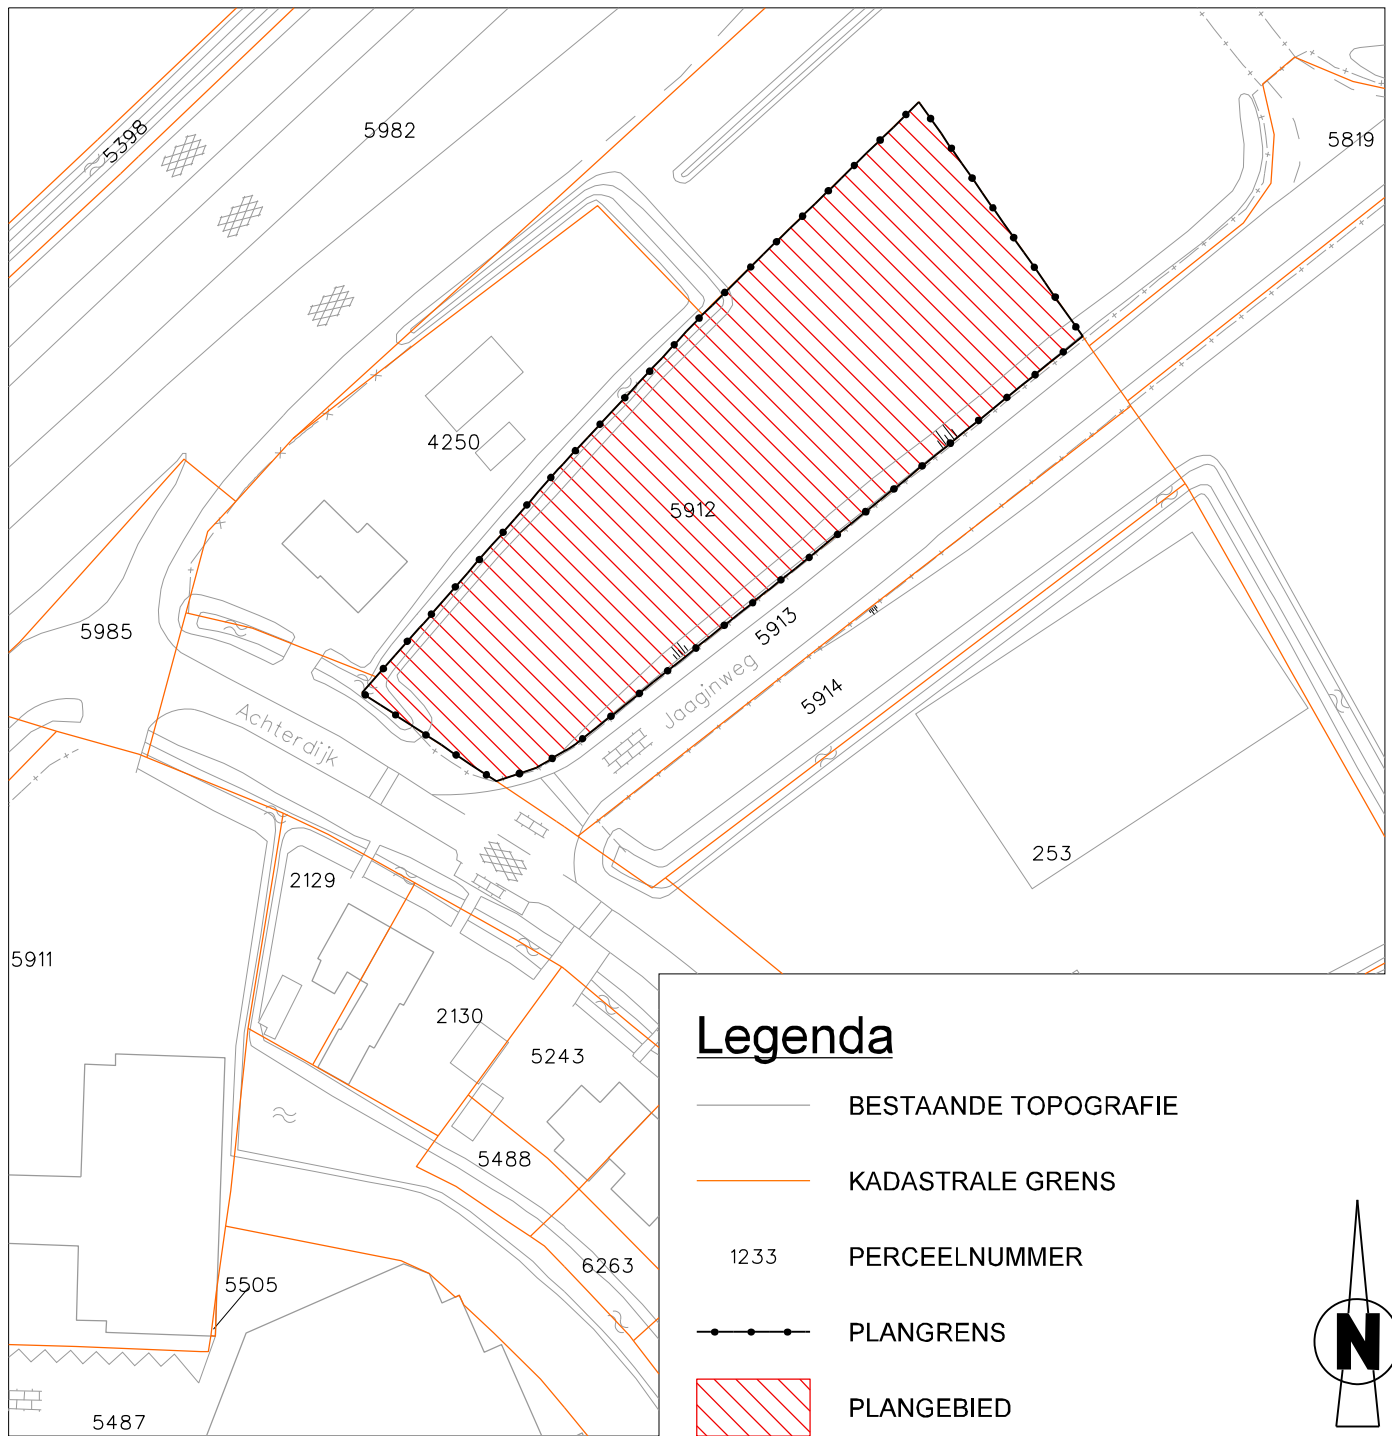 5398
5982
5819
4250
5912
5985
5913
Jaaginweg
5914
Achterdijk
253
2129
5911
2130
5243
5488
6263
5505
5487
Legenda
BESTAANDE TOPOGRAFIE
KADASTRALE GRENS
1233 PERCEELNUMMER
PLANGRENS
PLANGEBIED
N